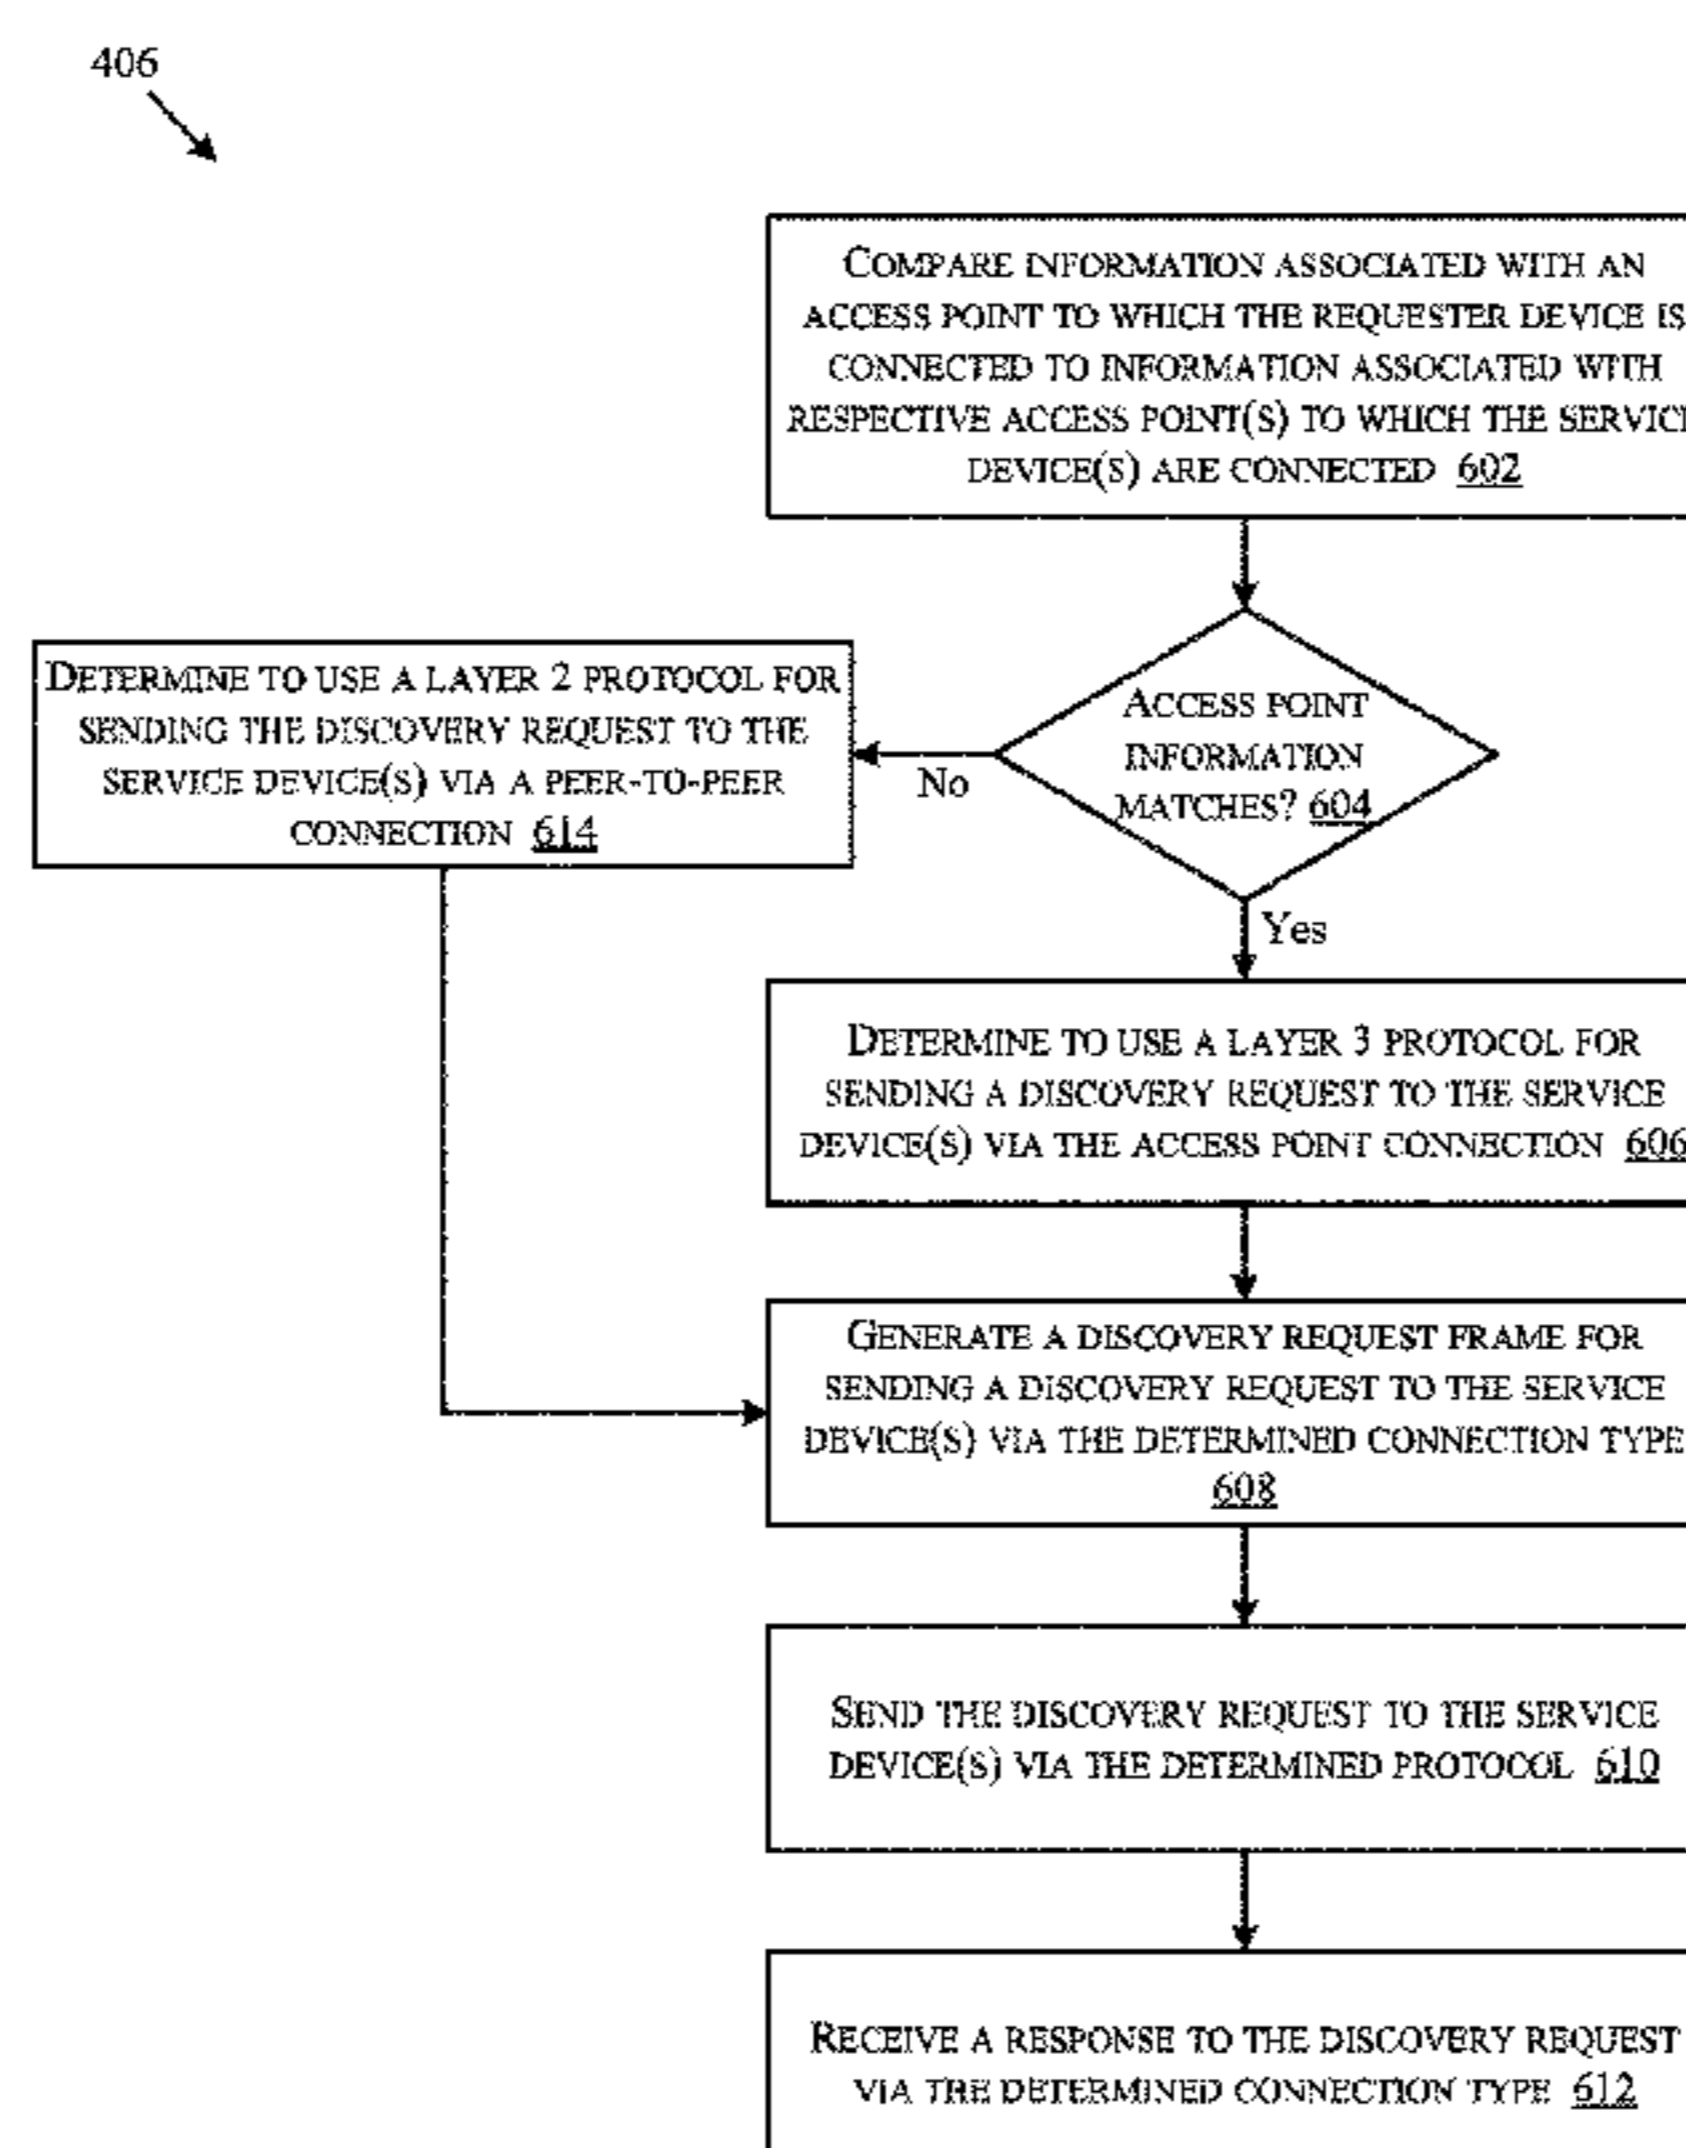 406
COMPARE INFORMATION ASSOCIATED WITH AN
ACCESS POINT TO WHICH THE REQUESTER DEVICE IS
CONNECTED TO INFORMATION ASSOCIATED WITH
RESPECTIVE ACCESS POINT(S) TO WHICH THE SERVICE
DEVICE(S) ARE CONNECTED 602
ACCESS POINT
INFORMATION
MATCHES? 604
No
DETERMINE TO USE A LAYER 2 PROTOCOL FOR
SENDING THE DISCOVERY REQUEST TO THE
SERVICE DEVICE(S) VIA A PEER-TO-PEER
CONNECTION 614
Yes
DETERMINE TO USE A LAYER 3 PROTOCOL FOR
SENDING A DISCOVERY REQUEST TO THE SERVICE
DEVICE(S) VIA THE ACCESS POINT CONNECTION 606
GENERATE A DISCOVERY REQUEST FRAME FOR
SENDING A DISCOVERY REQUEST TO THE SERVICE
DEVICE(S) VIA THE DETERMINED CONNECTION TYPE
608
SEND THE DISCOVERY REQUEST TO THE SERVICE
DEVICE(S) VIA THE DETERMINED PROTOCOL 610
RECEIVE A RESPONSE TO THE DISCOVERY REQUEST
VIA THE DETERMINED CONNECTION TYPE 612